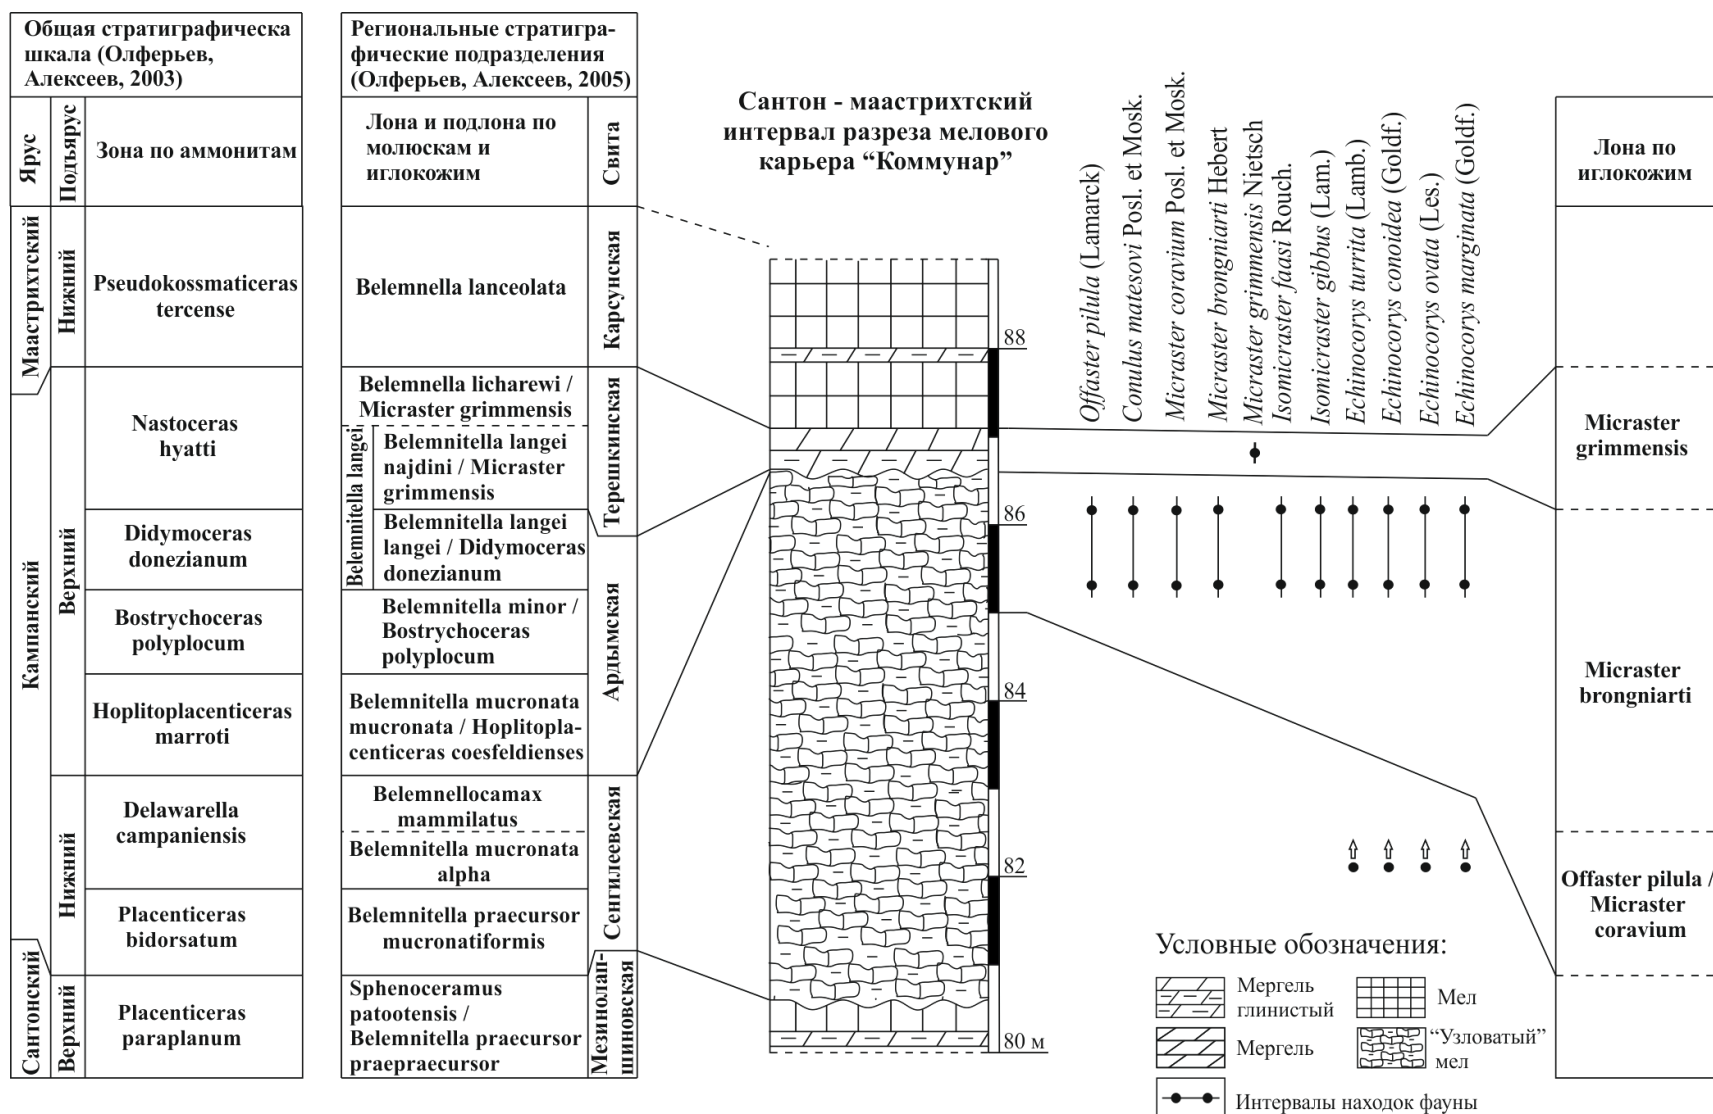 Общая стратиграфическа
шкала (Олферьев,
Алексеев, 2003)
Ярус
Подъярус
Зона по аммонитам
Маастрихтский
Нижний
Pseudokossmaticeras
tercense
Кампанский
Верхний
Nastoceras
hyatti
Didymoceras
donezianum
Bostrychoceras
polyplocum
Hoplitoplacenticeras
marroti
Нижний
Delawarella
campaniensis
Placenticeras
bidorsatum
Сантонский
Верхний
Placenticeras
paraplanum
Региональные стратигра-
фические подразделения
(Олферьев, Алексеев, 2005)
Лона и подлона по
молюскам и
иглокожим
Свита
Belemnella lanceolata
Карсунская
Belemnella licharewi /
Micraster grimmensis
Belemnitella langei
Belemnitella langei
najdini / Micraster
grimmensis
Терешкинская
Belemnitella langei
langei / Didymoceras
donezianum
Belemnitella minor /
Bostrychoceras
polyplocum
Ардымская
Belemnitella mucronata
mucronata / Hoplitopla-
centiceras coesfeldienses
Belemnellocamax
mammilatus
Belemnitella mucronata
alpha
Сенгилеевская
Belemnitella praecursor
mucronatiformis
Sphenoceramus
patootensis /
Belemnitella praecursor
praepraecursor
Мезинолап-
шиновская
Сантон - маастрихтский
интервал разреза мелового
карьера “Коммунар”
88
86
84
82
80 м
Offaster pilula (Lamarck)
Conulus matesovi Posl. et Mosk.
Micraster coravium Posl. et Mosk.
Micraster brongniarti Hebert
Micraster grimmensis Nietsch
Isomicraster faasi Rouch.
Isomicraster gibbus (Lam.)
Echinocorys turrita (Lamb.)
Echinocory conoidea (Goldf.)
Echinocorys ovata (Les.)
Echinocorys marginata (Goldf.)
Лона по
иглокожим
Micraster
grimmensis
Micraster
brongniarti
Offaster pilula /
Micraster
coravium
Условные обозначения:
Мергель
глинистый
Мел
Мергель
“Узловатый”
мел
Интервалы находок фауны